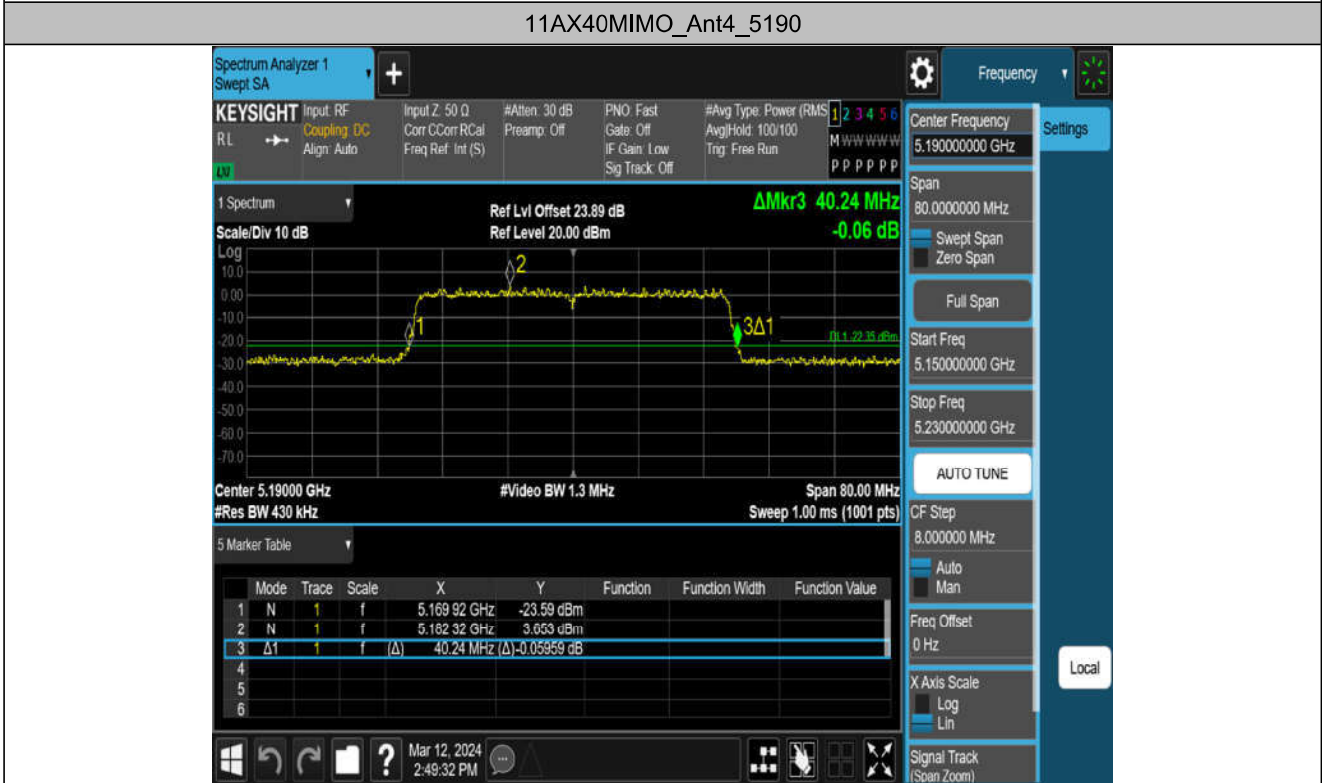 11AX40MIMO_Ant4_5190
Spectrum Analyzer 1
Swept SA
+
Frequency
KEYSIGHT
RL
LXI
Input: RF
Coupling: DC
Align: Auto
Input Z: 50 Ω
Corr CCorr RCal
Freq Ref: Int (S)
#Atten: 30 dB
Preamp: Off
PNO: Fast
Gate: Off
IF Gain: Low
Sig Track: Off
#Avg Type: Power (RMS
Avg|Hold: 100/100
Trig: Free Run
1 2 3 4 5 6
M W W W W W
P P P P P P
Center Frequency
5.190000000 GHz
Settings
1 Spectrum
Scale/Div 10 dB
Ref Lvl Offset 23.89 dB
Ref Level 20.00 dBm
ΔMkr3 40.24 MHz
-0.06 dB
Span
80.0000000 MHz
Swept Span
Zero Span
Full Span
Start Freq
5.150000000 GHz
Stop Freq
5.230000000 GHz
AUTO TUNE
CF Step
8.000000 MHz
Auto
Man
Freq Offset
0 Hz
X Axis Scale
Log
Lin
Signal Track
(Span Zoom)
Local
Log
10.0
0.00
-10.0
-20.0
-30.0
-40.0
-50.0
-60.0
-70.0
2
1
3Δ1
DL1 -22.35 dBm
Center 5.19000 GHz
#Video BW 1.3 MHz
Span 80.00 MHz
#Res BW 430 kHz
Sweep 1.00 ms (1001 pts)
5 Marker Table
Mode Trace Scale X Y Function Function Width Function Value
1 N 1 f 5.169 92 GHz -23.59 dBm
2 N 1 f 5.182 32 GHz 3.653 dBm
3 Δ1 1 f (Δ) 40.24 MHz (Δ)-0.05959 dB
4
5
6
?
Mar 12, 2024
2:49:32 PM